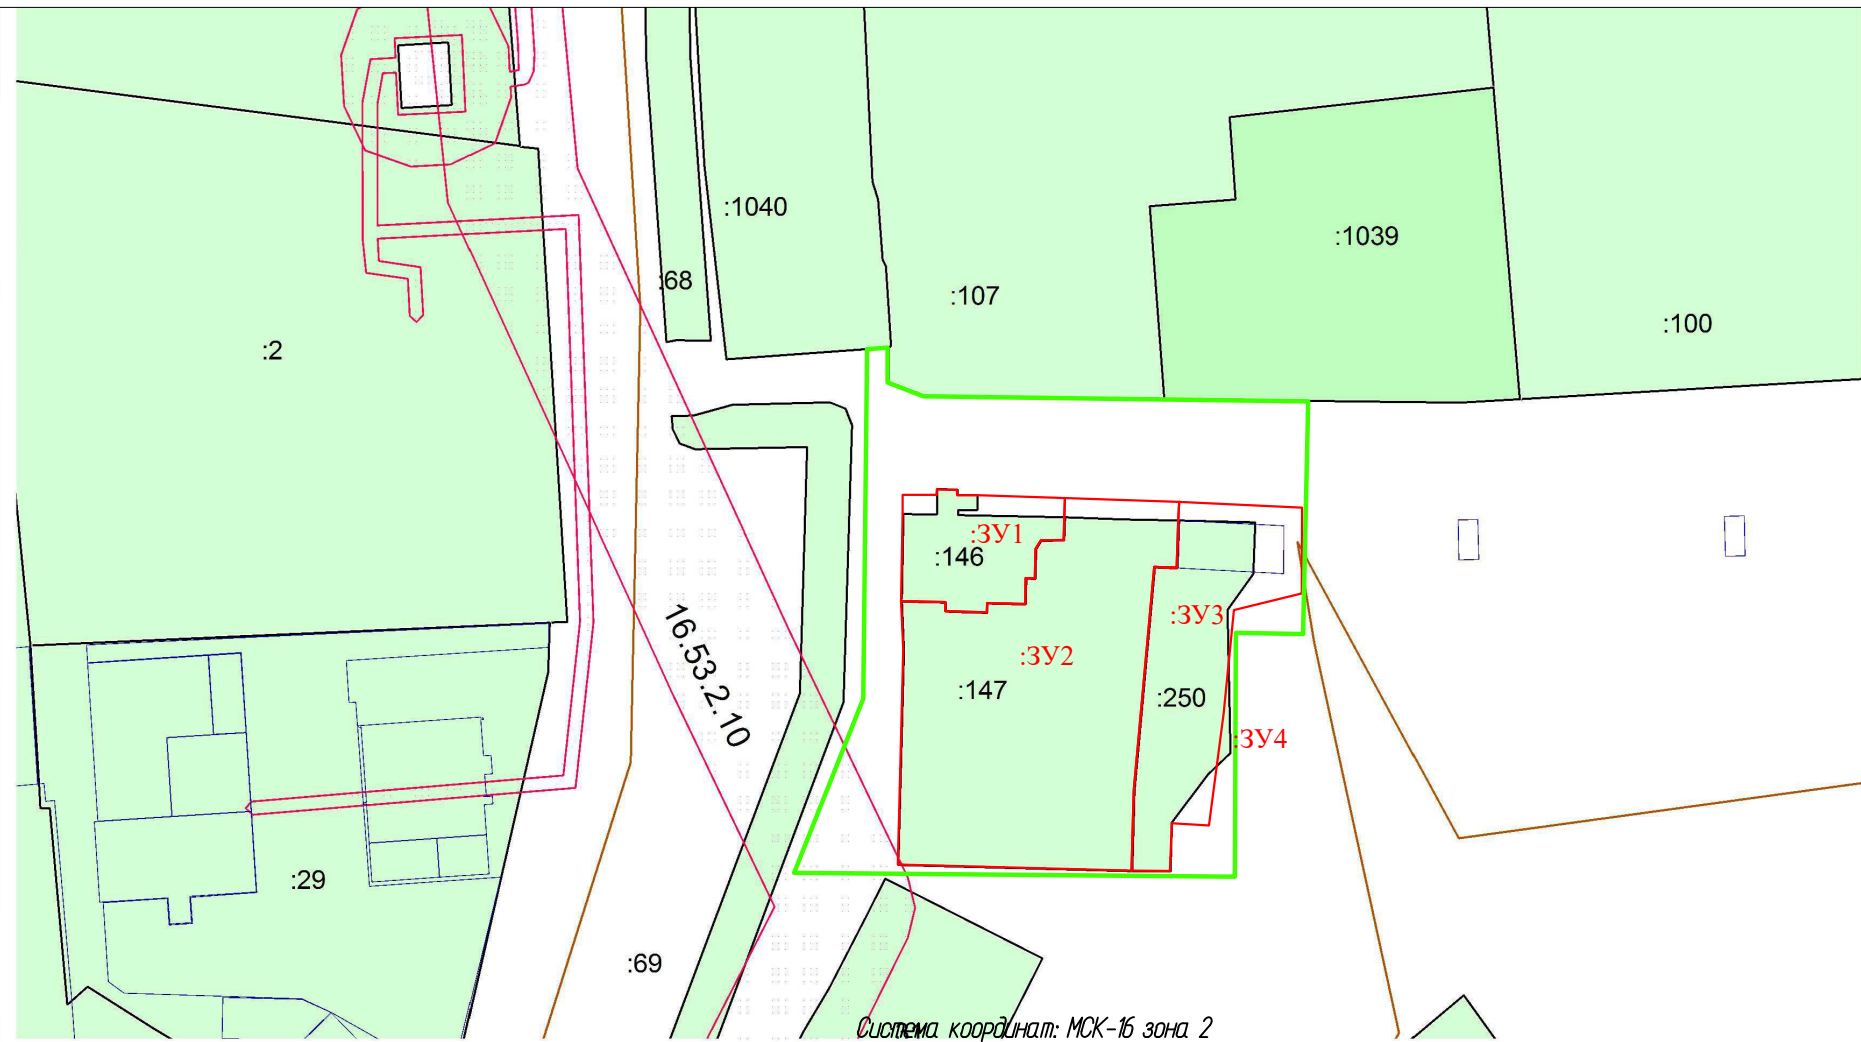 :1040
:1039
:68
:107
:100
:2
:ЗУ1
:146
:ЗУ3
:ЗУ2
16.53.2.10
:147
:250
:ЗУ4
:29
:69
Система координат: МСК-16 зона 2